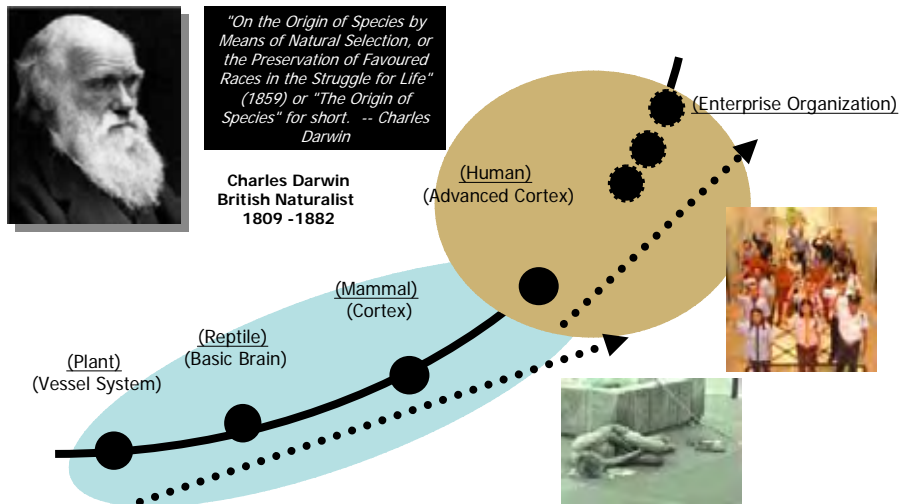 "On the Origin of Species by
Means of Natural Selection, or
the Preservation of Favoured
Races in the Struggle for Life"
(1859) or "The Origin of
Species" for short.  -- Charles
Darwin
Charles Darwin
British Naturalist
1809 -1882
(Enterprise Organization)
(Human)
(Advanced Cortex)
(Mammal)
(Cortex)
(Reptile)
(Basic Brain)
(Plant)
(Vessel System)